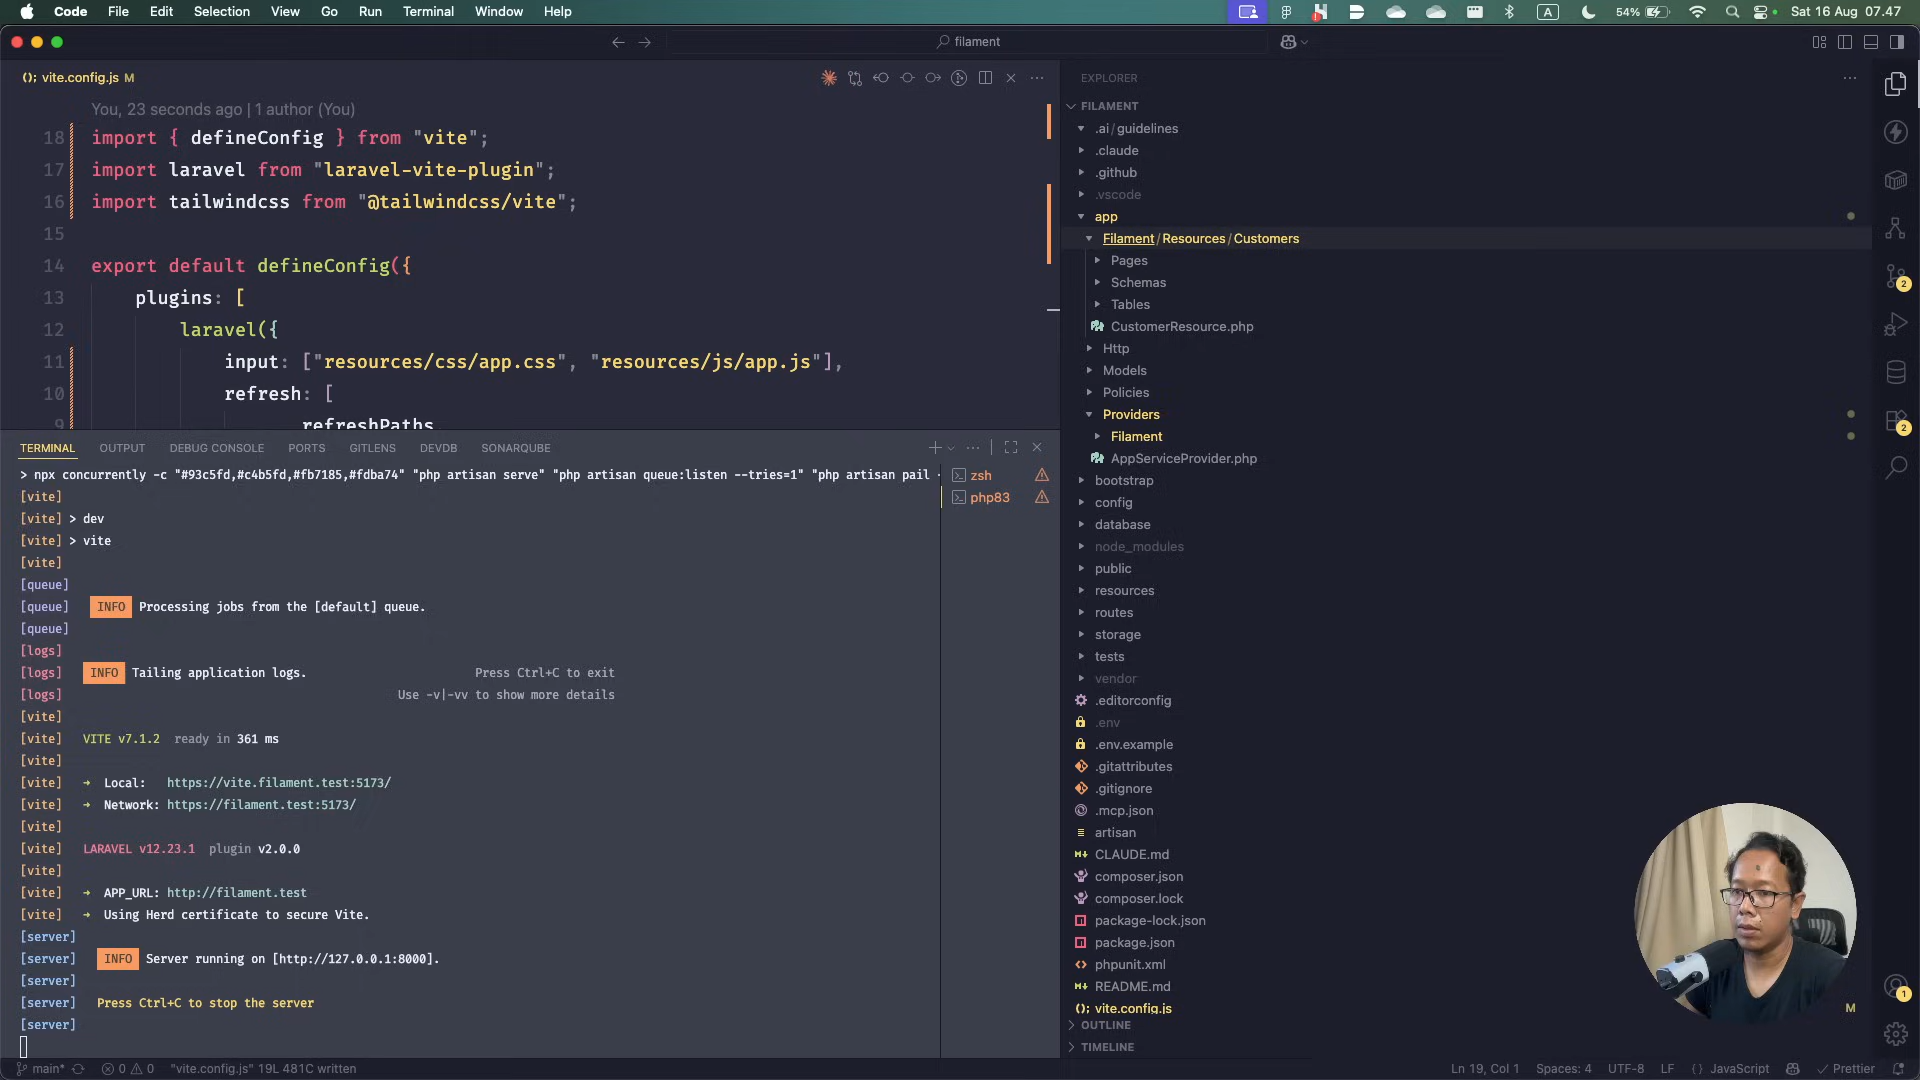 Code File Edit Selection View Go Run Terminal Window Help
54% Sat 16 Aug 07.47
filament
vite.config.js M
You, 23 seconds ago | 1 author (You)
18 import { defineConfig } from "vite";
17 import laravel from "laravel-vite-plugin";
16 import tailwindcss from "@tailwindcss/vite";
15
14 export default defineConfig({
13 plugins: [
12 laravel({
11 input: ["resources/css/app.css", "resources/js/app.js"],
10 refresh: [
9 refreshPaths
TERMINAL OUTPUT DEBUG CONSOLE PORTS GITLENS DEVDB SONARQUBE
> npx concurrently -c "#93c5fd,#c4b5fd,#fb7185,#fdba74" "php artisan serve" "php artisan queue:listen --tries=1" "php artisan pail -
[vite]
[vite] > dev
[vite] > vite
[vite]
[queue]
[queue] INFO Processing jobs from the [default] queue.
[queue]
[logs]
[logs] INFO Tailing application logs. Press Ctrl+C to exit
[logs] Use -v|-vv to show more details
[vite]
[vite] VITE v7.1.2 ready in 361 ms
[vite]
[vite] ➜ Local: https://vite.filament.test:5173/
[vite] ➜ Network: https://filament.test:5173/
[vite]
[vite] LARAVEL v12.23.1 plugin v2.0.0
[vite]
[vite] ➜ APP_URL: http://filament.test
[vite] ➜ Using Herd certificate to secure Vite.
[server]
[server] INFO Server running on [http://127.0.0.1:8000].
[server]
[server] Press Ctrl+C to stop the server
[server]
zsh
php83
EXPLORER
FILAMENT
.ai/guidelines
.claude
.github
.vscode
app
Filament/Resources/Customers
Pages
Schemas
Tables
CustomerResource.php
Http
Models
Policies
Providers
Filament
AppServiceProvider.php
bootstrap
config
database
node_modules
public
resources
routes
storage
tests
vendor
.editorconfig
.env
.env.example
.gitattributes
.gitignore
.mcp.json
artisan
CLAUDE.md
composer.json
composer.lock
package-lock.json
package.json
phpunit.xml
README.md
vite.config.js M
OUTLINE
TIMELINE
2
2
1
main* 0 0 "vite.config.js" 19L 481C written
Ln 19, Col 1 Spaces: 4 UTF-8 LF JavaScript Prettier